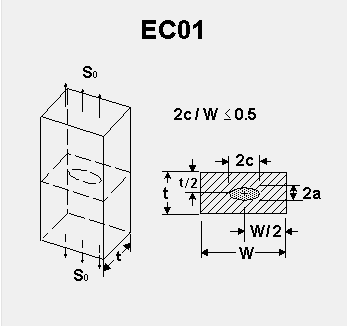 EC01
S₀
2c / W ≤ 0.5
2c
t
t/2
2a
W/2
W
S₀
t